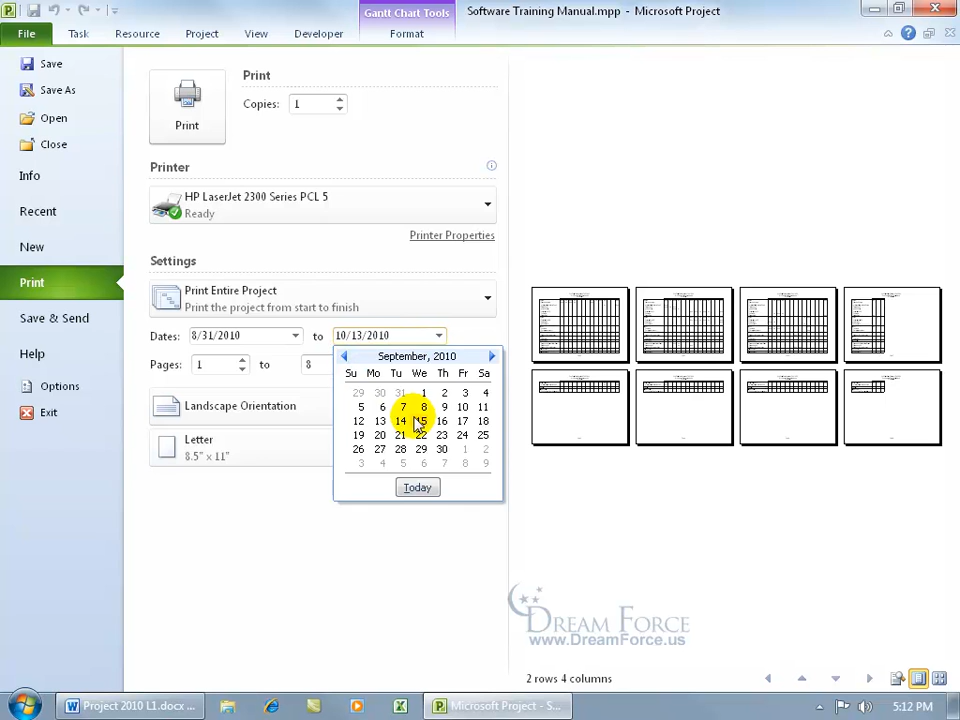 Gantt Chart Tools
Software Training Manual.mpp - Microsoft Project
File Task Resource Project View Developer Format
Save
Save As
Open
Close
Info
Recent
New
Print
Save & Send
Help
Options
Exit
Print
Print
Copies: 1
Printer
HP LaserJet 2300 Series PCL 5
Ready
Printer Properties
Settings
Print Entire Project
Print the project from start to finish
Dates: 8/31/2010 to 10/13/2010
Pages: 1 to 8
Landscape Orientation
Letter
8.5" x 11"
September, 2010
Su Mo Tu We Th Fr Sa
29 30 31 1 2 3 4
5 6 7 8 9 10 11
12 13 14 15 16 17 18
19 20 21 22 23 24 25
26 27 28 29 30 1 2
3 4 5 6 7 8 9
Today
DREAM FORCE
www.DreamForce.us
2 rows 4 columns
Project 2010 L1.docx ...
Microsoft Project - S...
5:12 PM